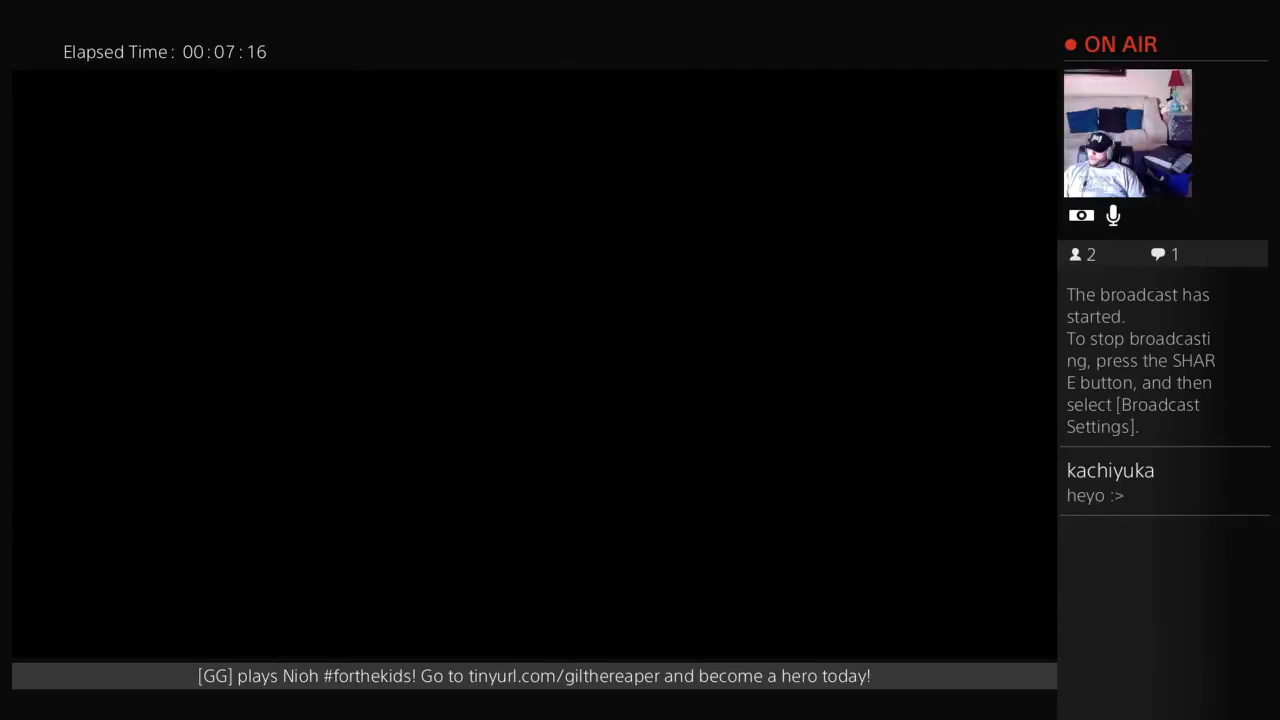 Elapsed Time: 00:07:16
ON AIR
2 1
The broadcast has
started.
To stop broadcasti
ng, press the SHAR
E button, and then
select [Broadcast
Settings].
kachiyuka
heyo :>
[GG] plays Nioh #forthekids! Go to tinyurl.com/gilthereaper and become a hero today!